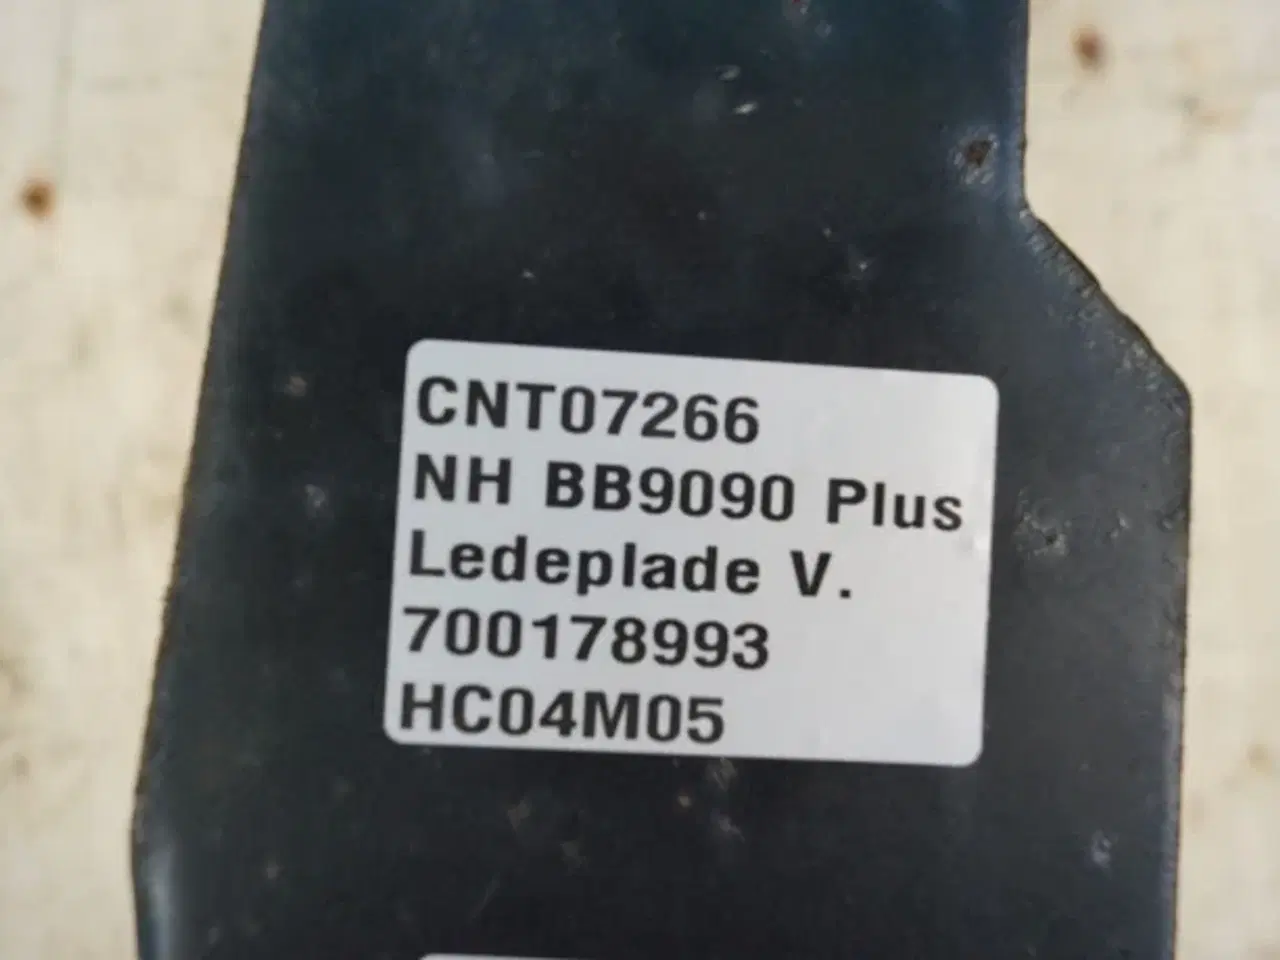 CNT07266
NH BB9090 Plus
Ledeplade V.
700178993
HC04M05